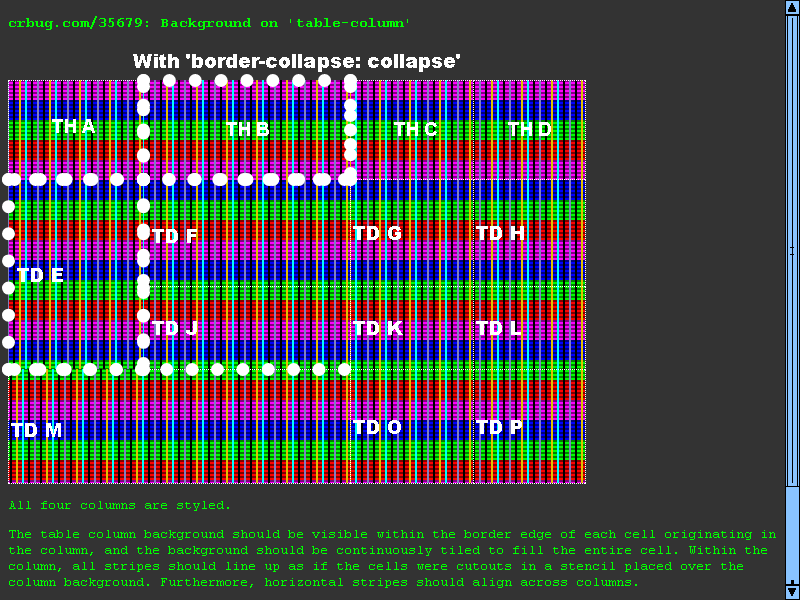 crbug.com/35679: Background on 'table-column'
With 'border-collapse: collapse'
TH A TH B TH C TH D
TD F TD G TD H
TD E
TD J TD K TD L
TD M TD O TD P
All four columns are styled.
The table column background should be visible within the border edge of each cell originating in
the column, and the background should be continuously tiled to fill the entire cell. Within the
column, all stripes should line up as if the cells were cutouts in a stencil placed over the
column background. Furthermore, horizontal stripes should align across columns.